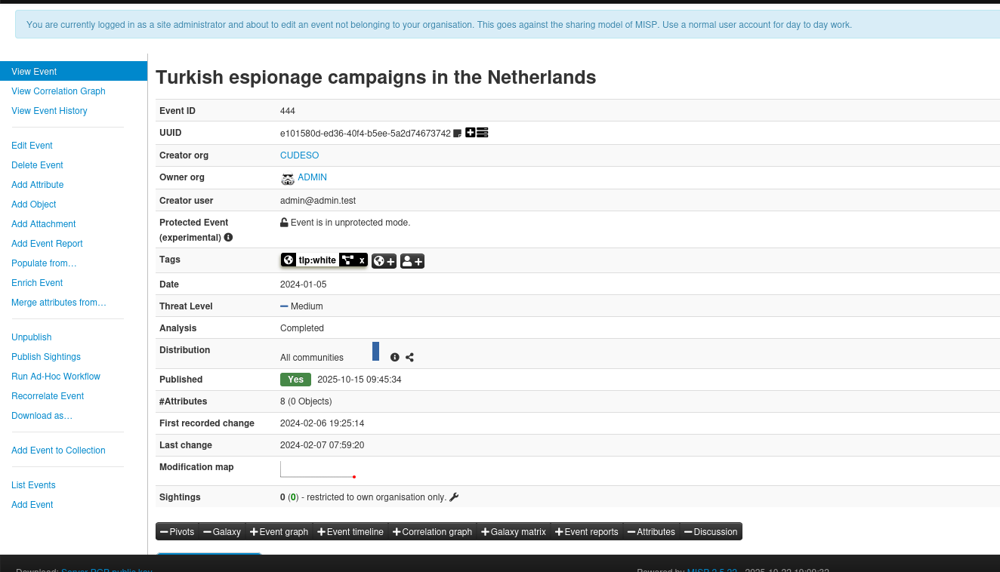 You are currently logged in as a site administrator and about to edit an event not belonging to your organisation. This goes against the sharing model of MISP. Use a normal user account for day to day work.
View Event
View Correlation Graph
View Event History
Edit Event
Delete Event
Add Attribute
Add Object
Add Attachment
Add Event Report
Populate from…
Enrich Event
Merge attributes from…
Unpublish
Publish Sightings
Run Ad-Hoc Workflow
Recorrelate Event
Download as…
Add Event to Collection
List Events
Add Event
Turkish espionage campaigns in the Netherlands
Event ID 444
UUID e101580d-ed36-40f4-b5ee-5a2d74673742
Creator org CUDESO
Owner org ADMIN
Creator user admin@admin.test
Protected Event (experimental) Event is in unprotected mode.
Tags tlp:white x + +
Date 2024-01-05
Threat Level Medium
Analysis Completed
Distribution All communities
Published Yes 2025-10-15 09:45:34
#Attributes 8 (0 Objects)
First recorded change 2024-02-06 19:25:14
Last change 2024-02-07 07:59:20
Modification map
Sightings 0 (0) - restricted to own organisation only.
Pivots Galaxy Event graph Event timeline Correlation graph Galaxy matrix Event reports Attributes Discussion
Download: Server PGP public key Powered by MISP 2.5.22 - 2025-10-22 19:09:32